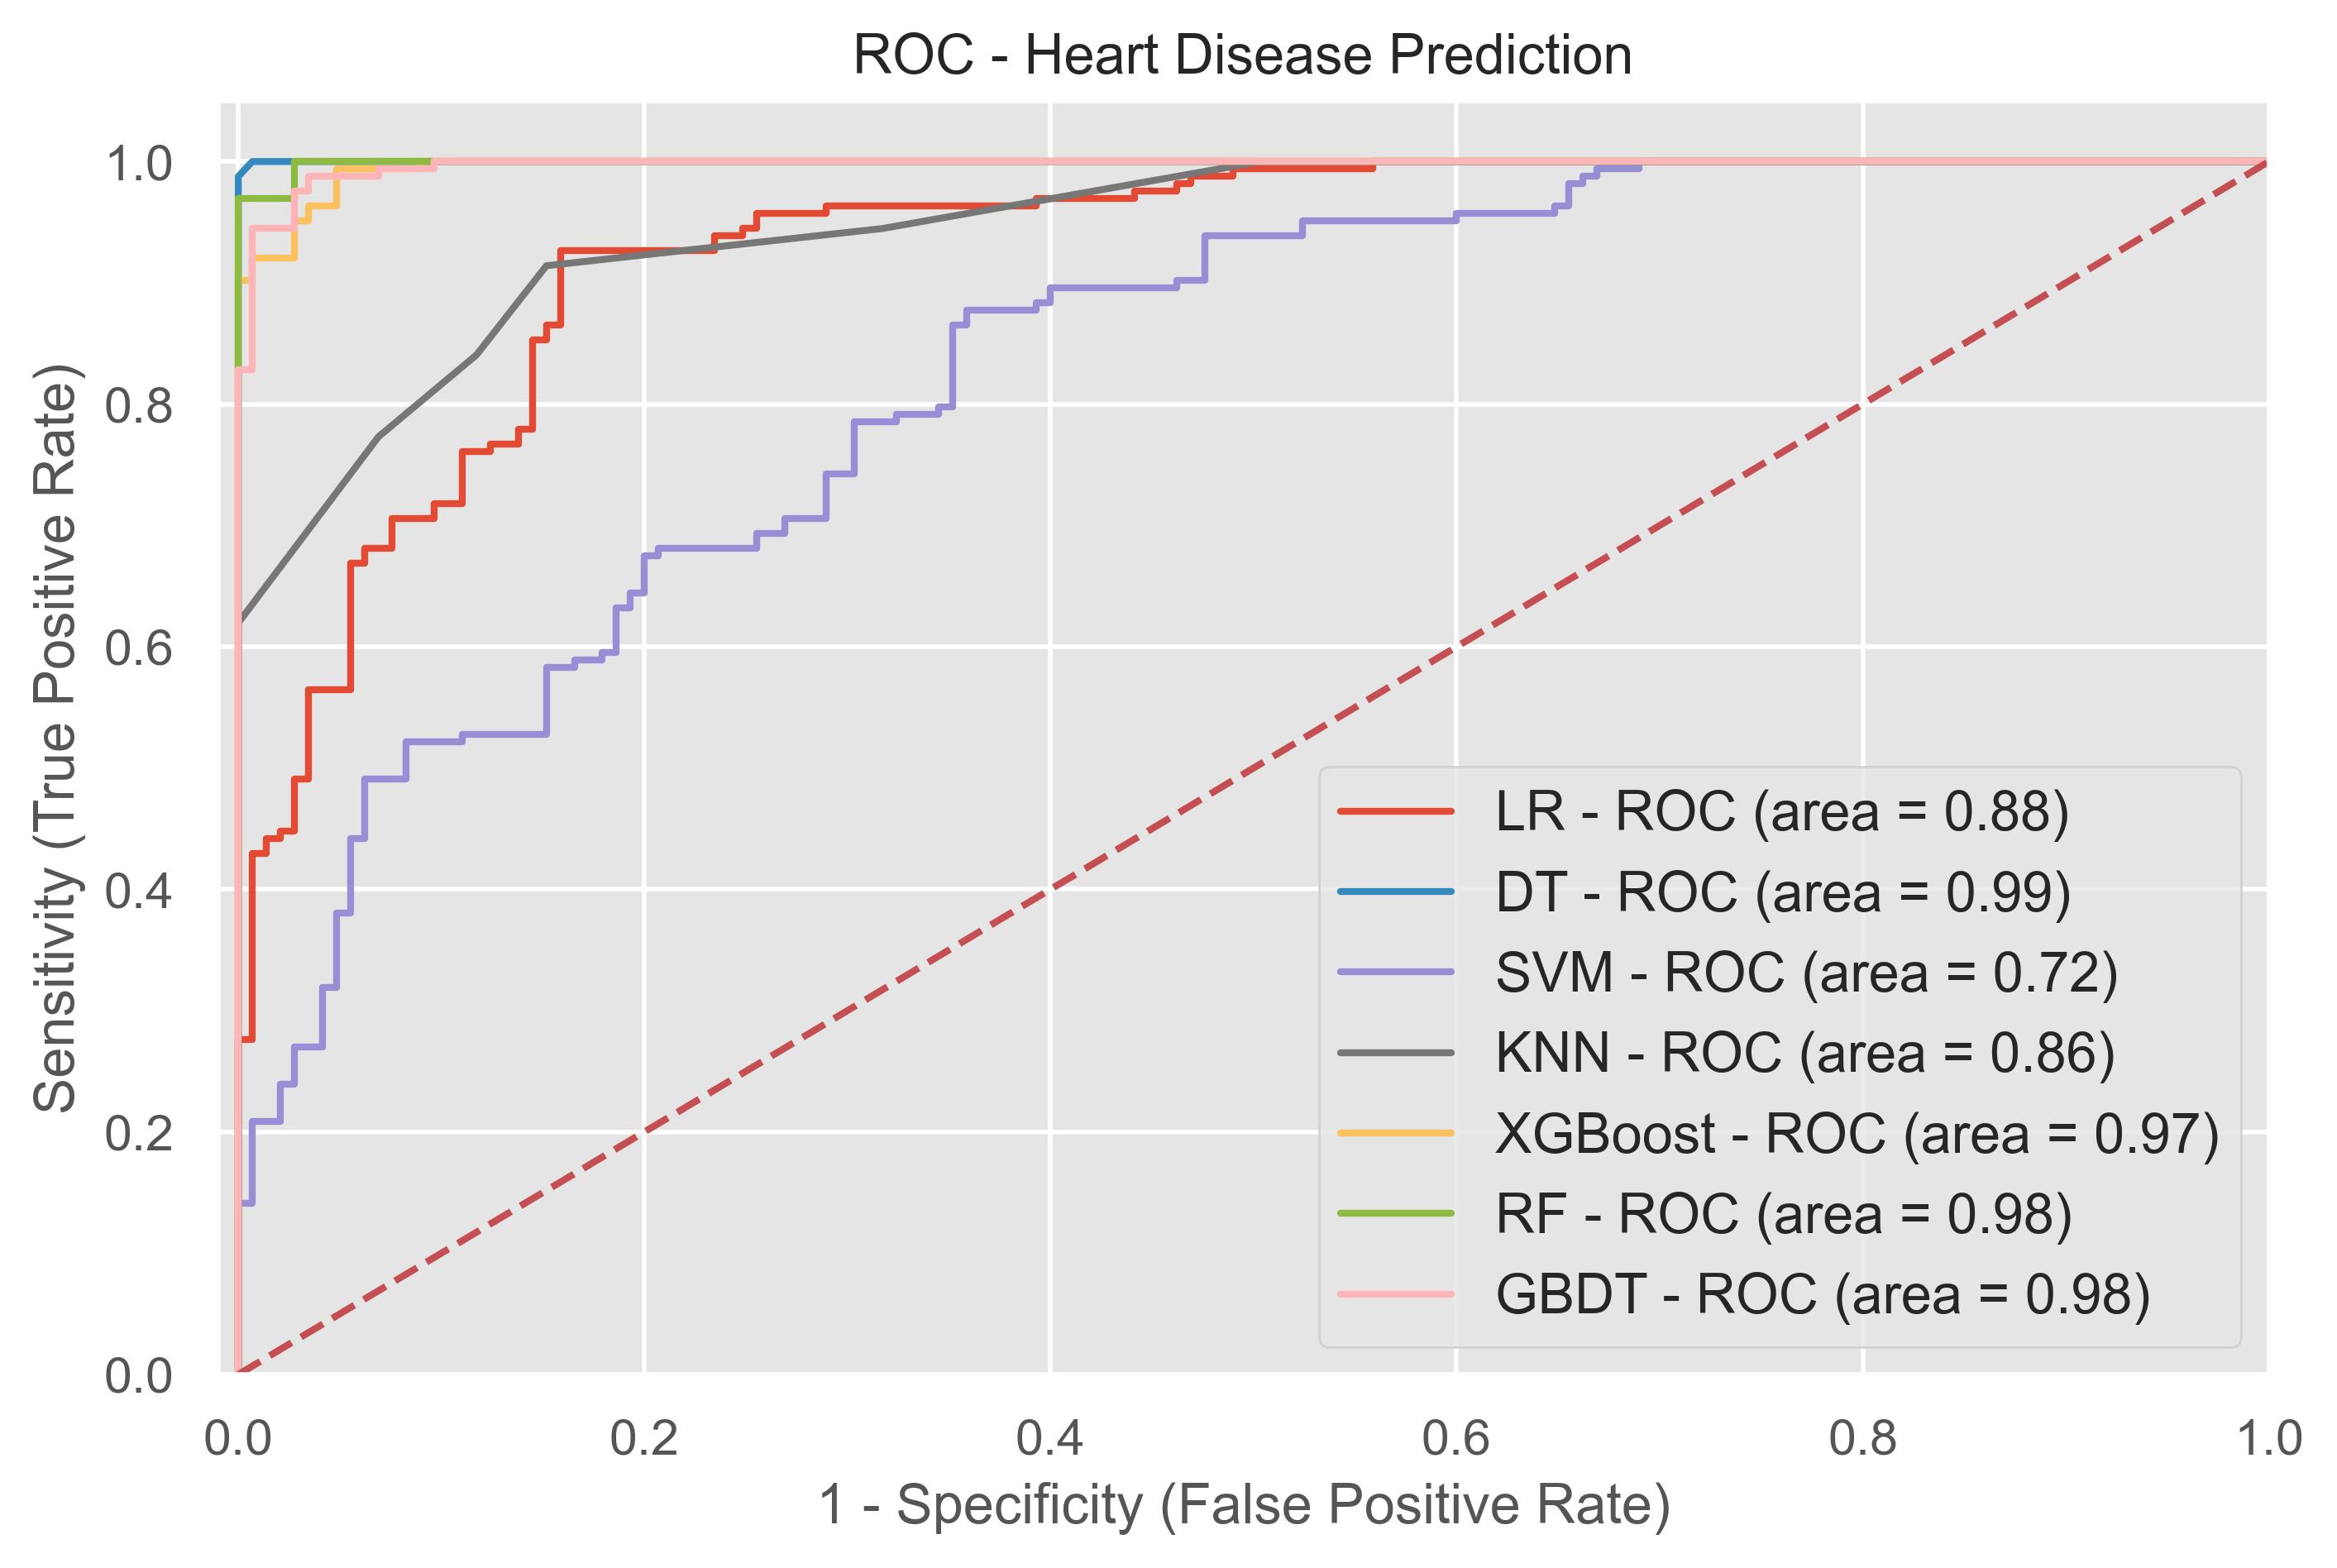 ROC - Heart Disease Prediction
Sensitivity (True Positive Rate)
1.0
0.8
0.6
0.4
0.2
0.0
LR - ROC (area = 0.88)
DT - ROC (area = 0.99)
SVM - ROC (area = 0.72)
KNN - ROC (area = 0.86)
XGBoost - ROC (area = 0.97)
RF - ROC (area = 0.98)
GBDT - ROC (area = 0.98)
0.0 0.2 0.4 0.6 0.8 1.0
1 - Specificity (False Positive Rate)